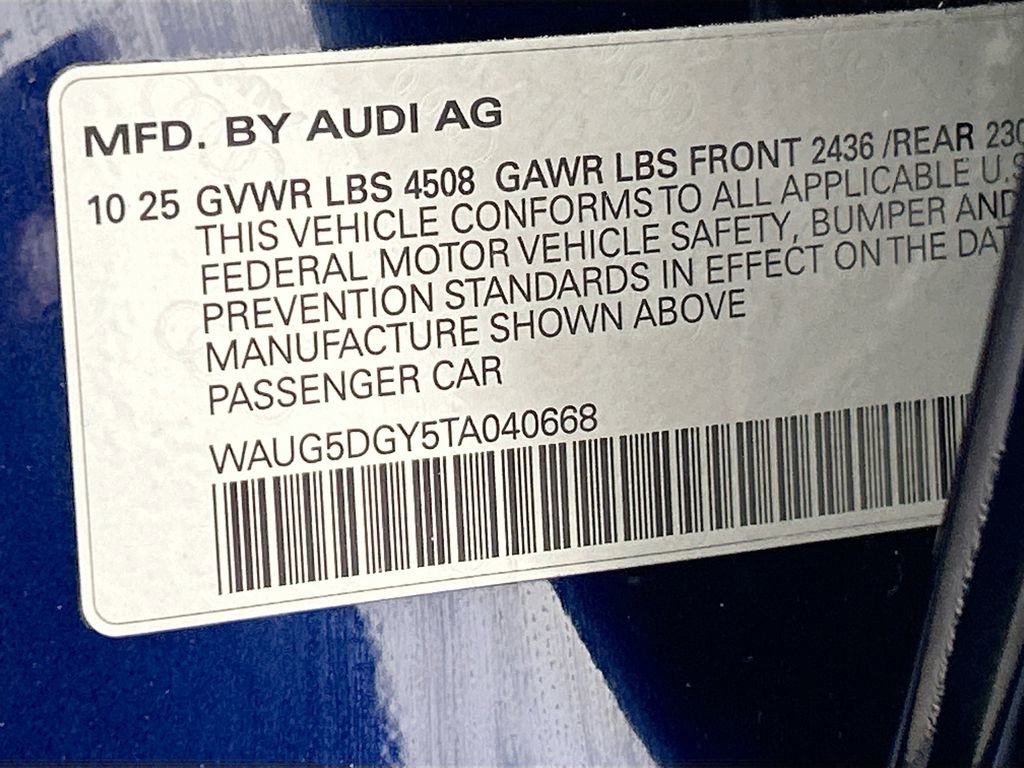 MFD. BY AUDI AG
10 25 GVWR LBS 4508 GAWR LBS FRONT 2436 /REAR 230
THIS VEHICLE CONFORMS TO ALL APPLICABLE U.S
FEDERAL MOTOR VEHICLE SAFETY, BUMPER AND
PREVENTION STANDARDS IN EFFECT ON THE DAT
MANUFACTURE SHOWN ABOVE
PASSENGER CAR
WAUG5DGY5TA040668